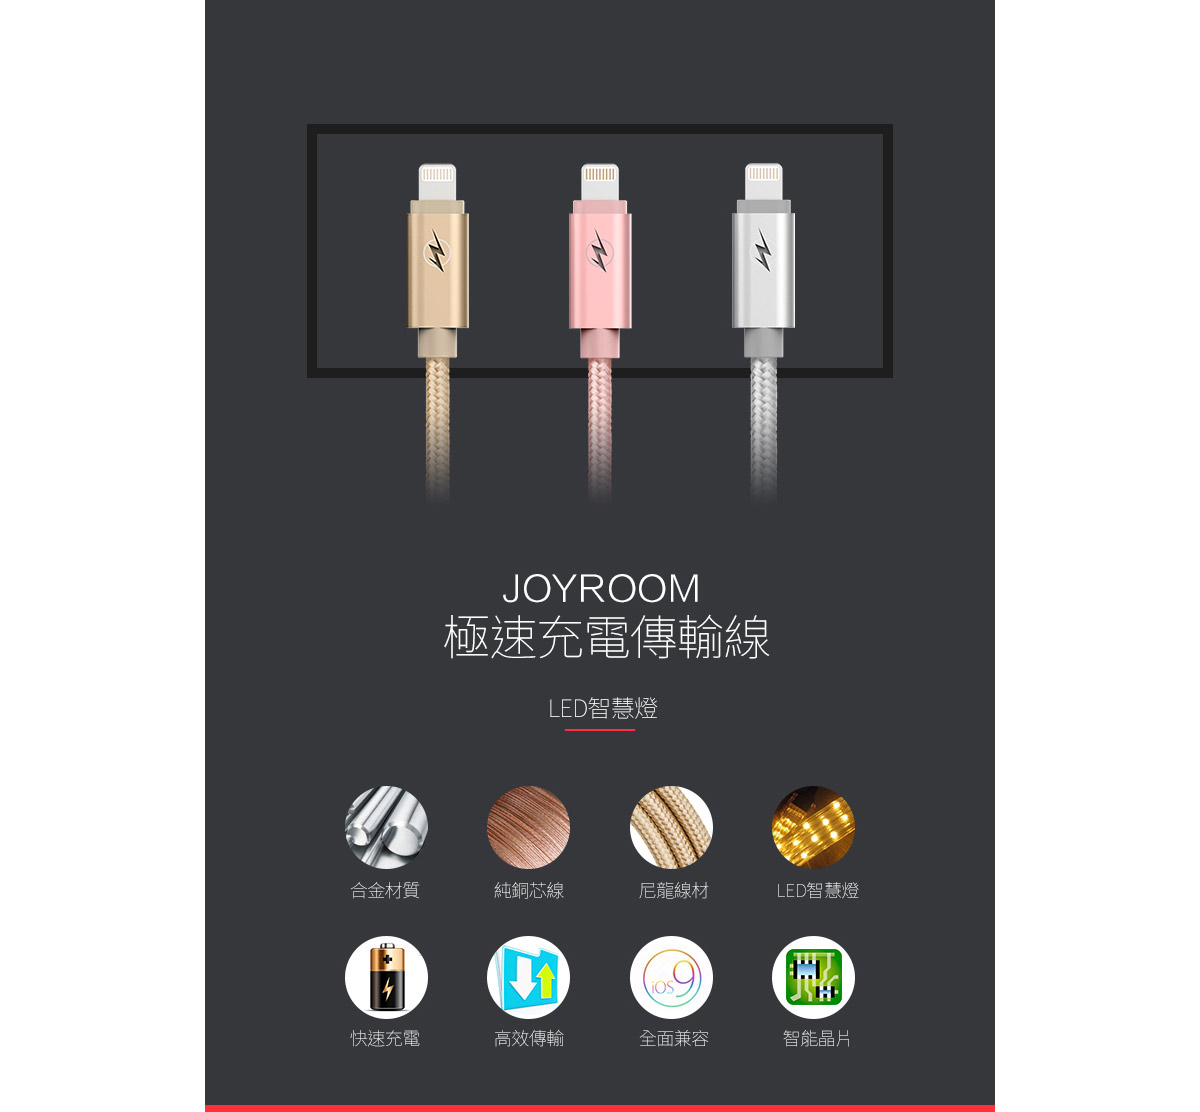 JOYROOM
極速充電傳輸線
LED智慧燈
合金材質
純銅芯線
尼龍線材
LED智慧燈
iOS 9
快速充電
高效傳輸
全面兼容
智能晶片